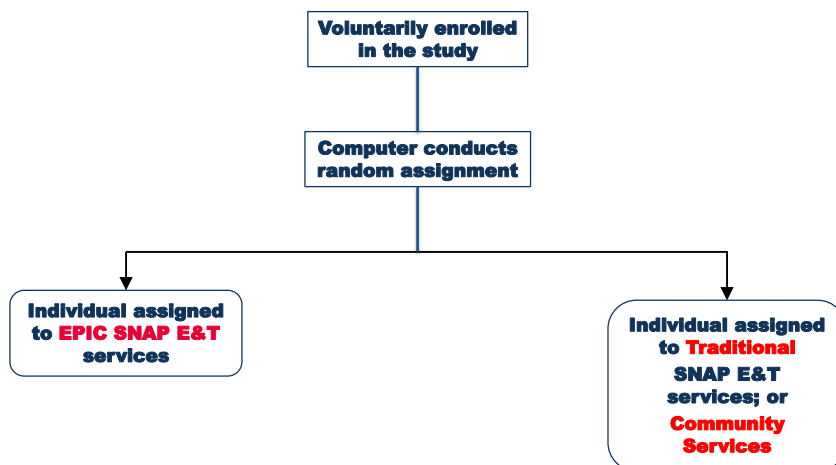 Voluntarily enrolled
in the study
Computer conducts
random assignment
Individual assigned
to EPIC SNAP E&T
services
Individual assigned
to Traditional
SNAP E&T
services; or
Community
Services